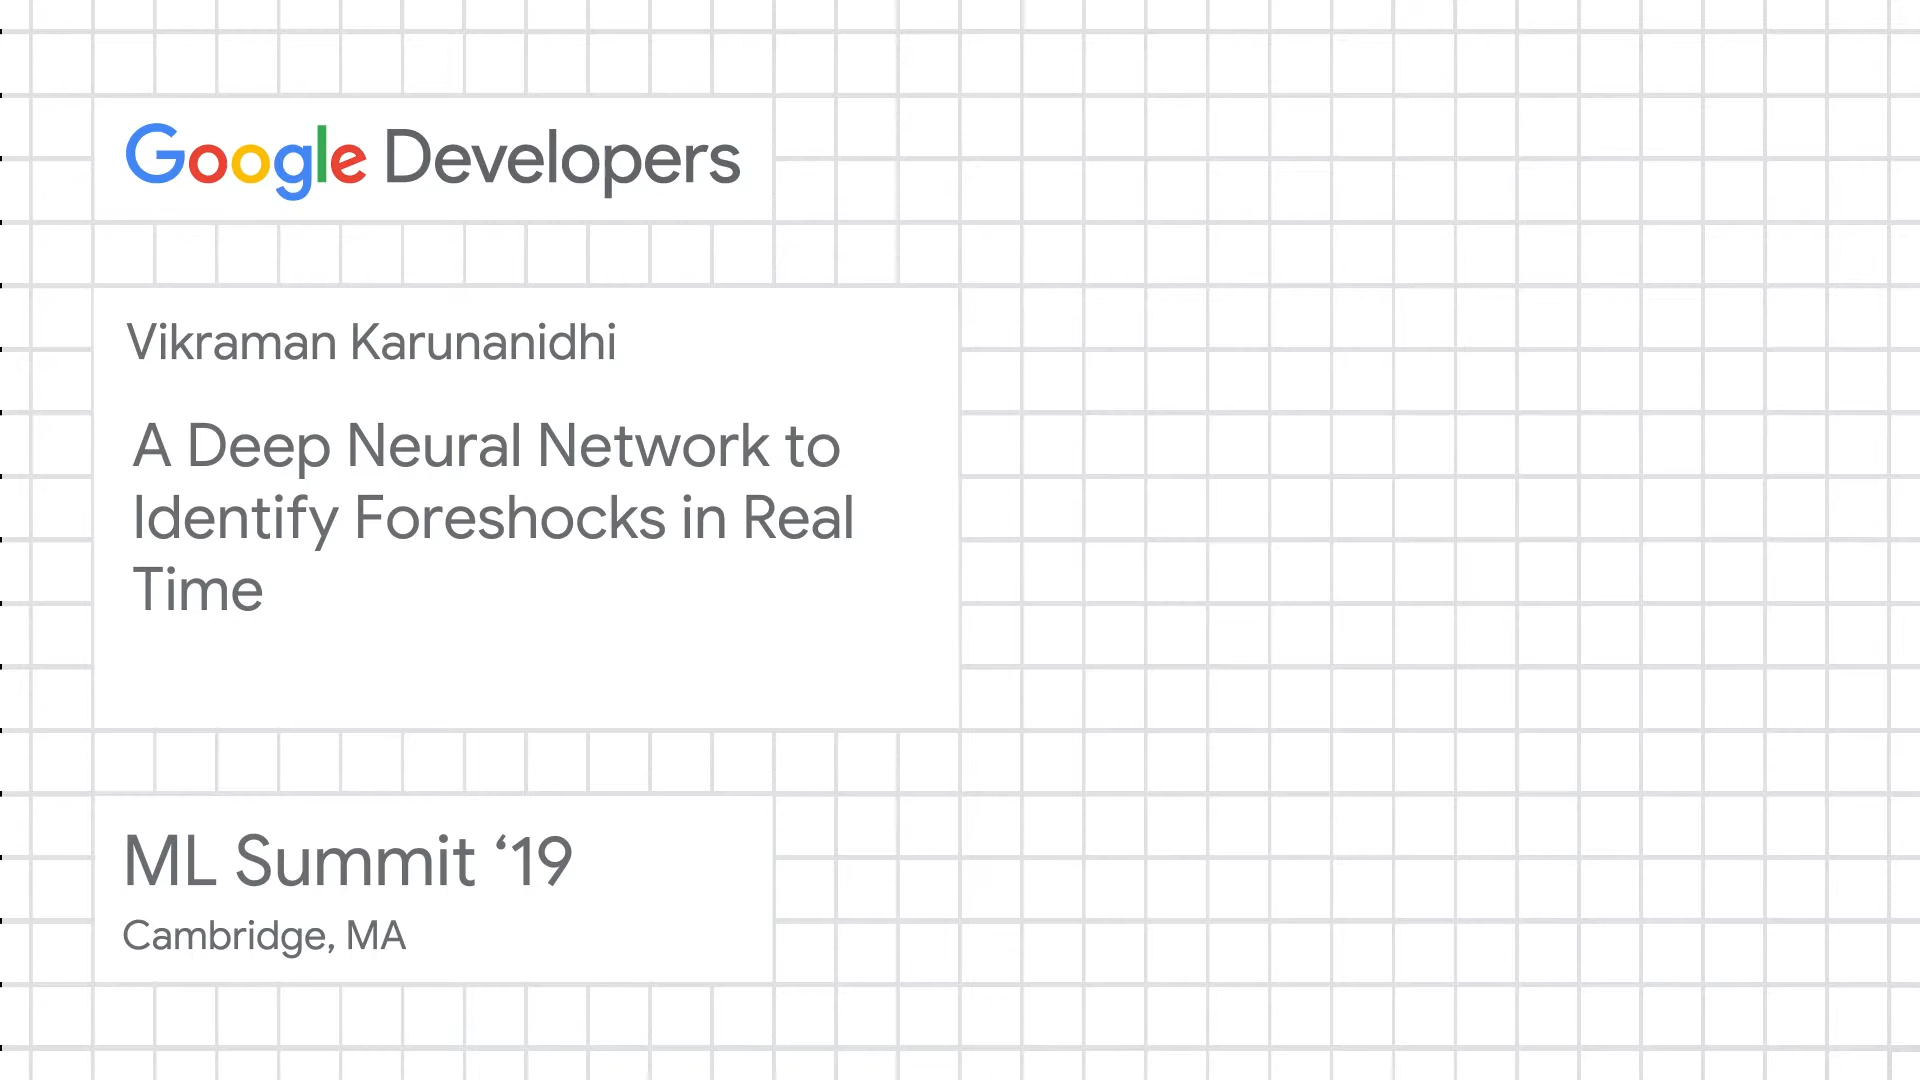 Google Developers
Vikraman Karunanidhi
A Deep Neural Network to
Identify Foreshocks in Real
Time
ML Summit ‘19
Cambridge, MA